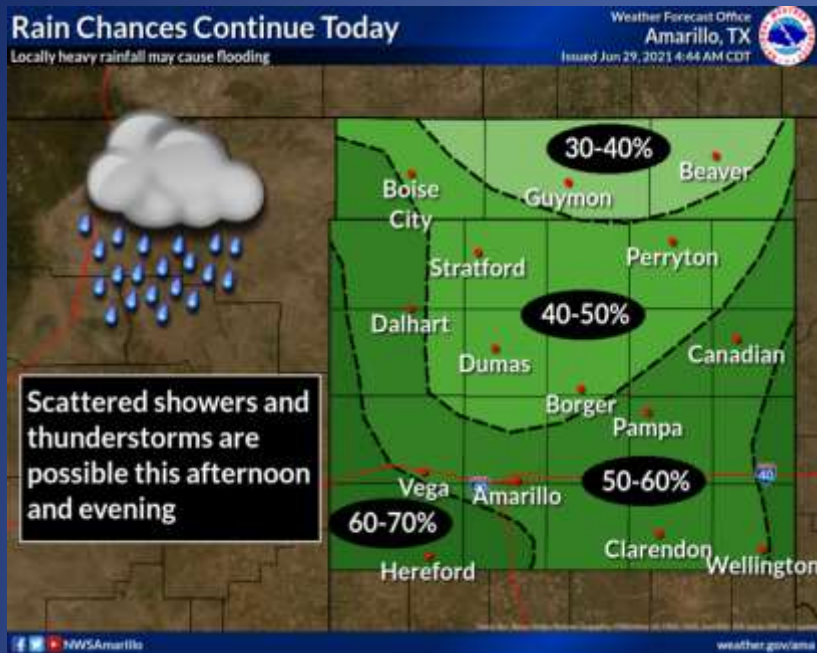 Rain Chances Continue Today
Locally heavy rainfall may cause flooding
Weather Forecast Office
Amarillo, TX
Issued Jun 29, 2021 4:44 AM CDT
30-40%
Beaver
Boise
City
Guymon
Stratford
Perryton
40-50%
Dalhart
Dumas
Canadian
Borger
Pampa
Scattered showers and
thunderstorms are
possible this afternoon
and evening
40
Vega
Amarillo
50-60%
60-70%
Hereford
Clarendon
Wellington
NWSAmarillo
weather.gov/ama